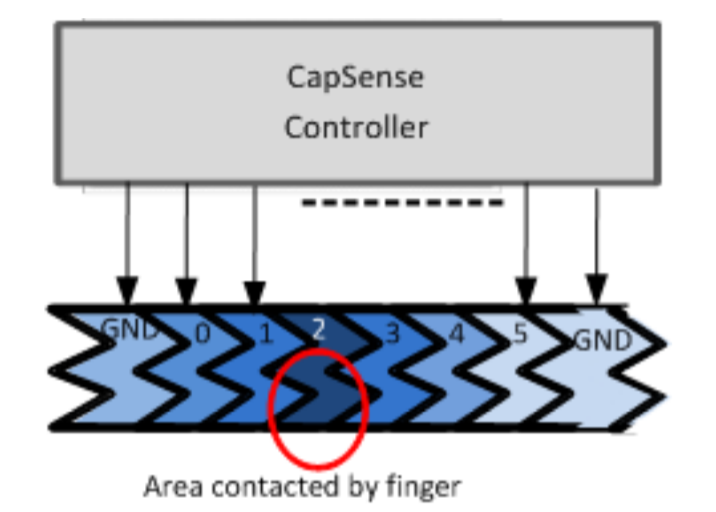 CapSense
Controller
GND 0 1 2 3 4 5 GND
Area contacted by finger